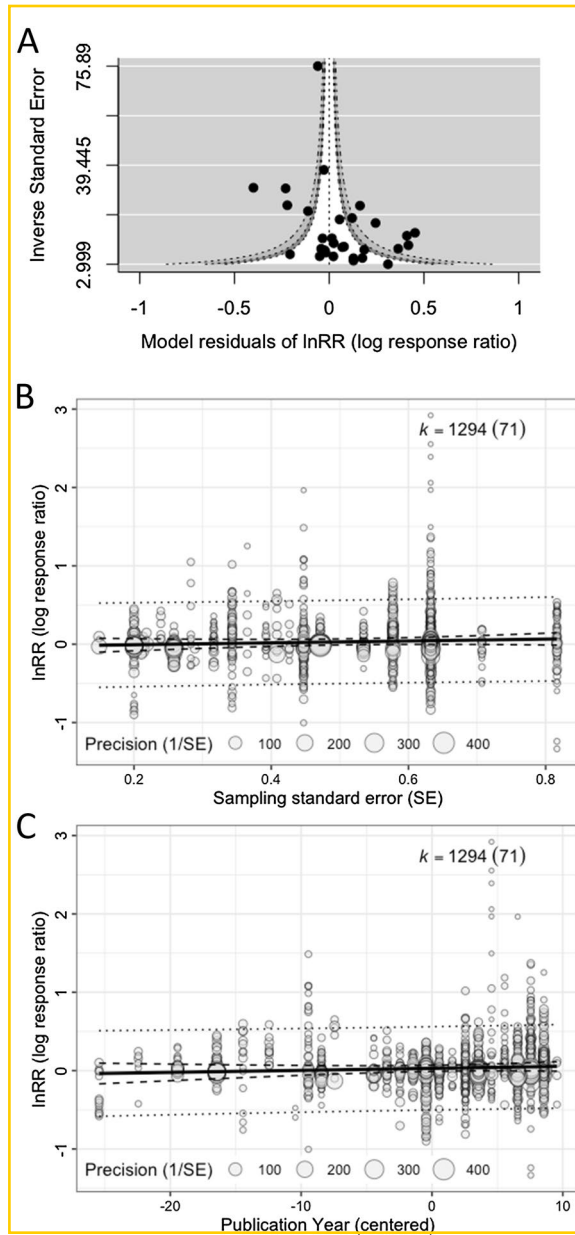 A
Inverse Standard Error
75.89
39.445
2.999
-1
-0.5
0
0.5
1
Model residuals of lnRR (log response ratio)
B
lnRR (log response ratio)
3
2
1
0
-1
k = 1294 (71)
Precision (1/SE) 100 200 300 400
0.2 0.4 0.6 0.8
Sampling standard error (SE)
C
lnRR (log response ratio)
3
2
1
0
-1
k = 1294 (71)
Precision (1/SE) 100 200 300 400
-20 -10 0 10
Publication Year (centered)